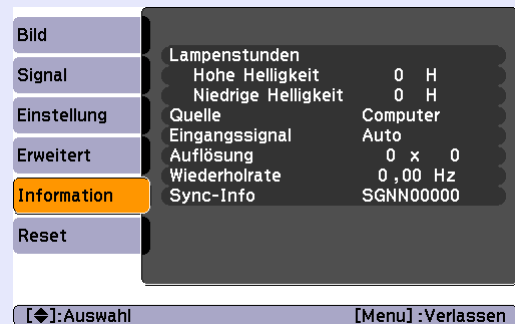 Bild
Signal
Einstellung
Erweitert
Information
Reset
Lampenstunden
Hohe Helligkeit 0 H
Niedrige Helligkeit 0 H
Quelle Computer
Eingangssignal Auto
Auflösung 0 x 0
Wiederholrate 0,00 Hz
Sync-Info SGNN00000
[◆]:Auswahl [Menu]:Verlassen